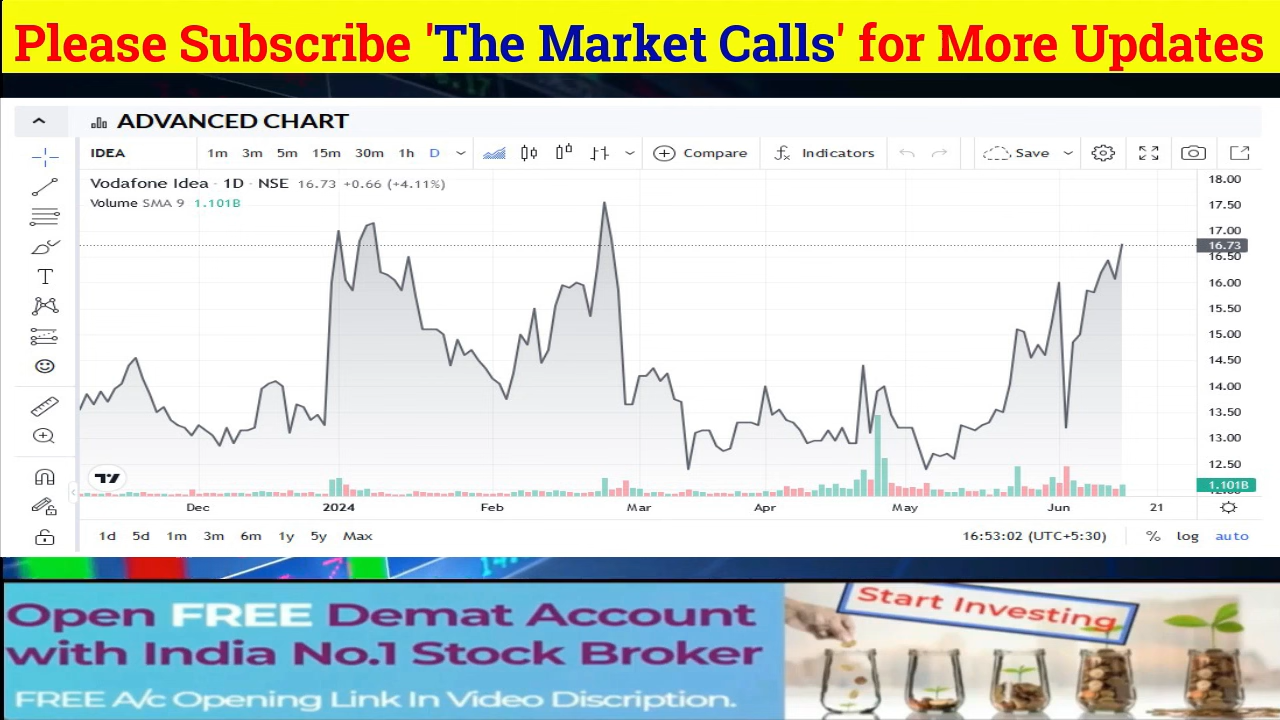 Please Subscribe 'The Market Calls' for More Updates
ADVANCED CHART
IDEA 1m 3m 5m 15m 30m 1h D Compare Indicators Save
Vodafone Idea · 1D · NSE 16.73 +0.66 (+4.11%)
Volume SMA 9 1.101B
18.00
17.50
17.00
16.73
16.50
16.00
15.50
15.00
14.50
14.00
13.50
13.00
12.50
1.101B
Dec 2024 Feb Mar Apr May Jun 21
1d 5d 1m 3m 6m 1y 5y Max 16:53:02 (UTC+5:30) % log auto
Open FREE Demat Account
with India No.1 Stock Broker
FREE A/c Opening Link In Video Discription.
Start Investing